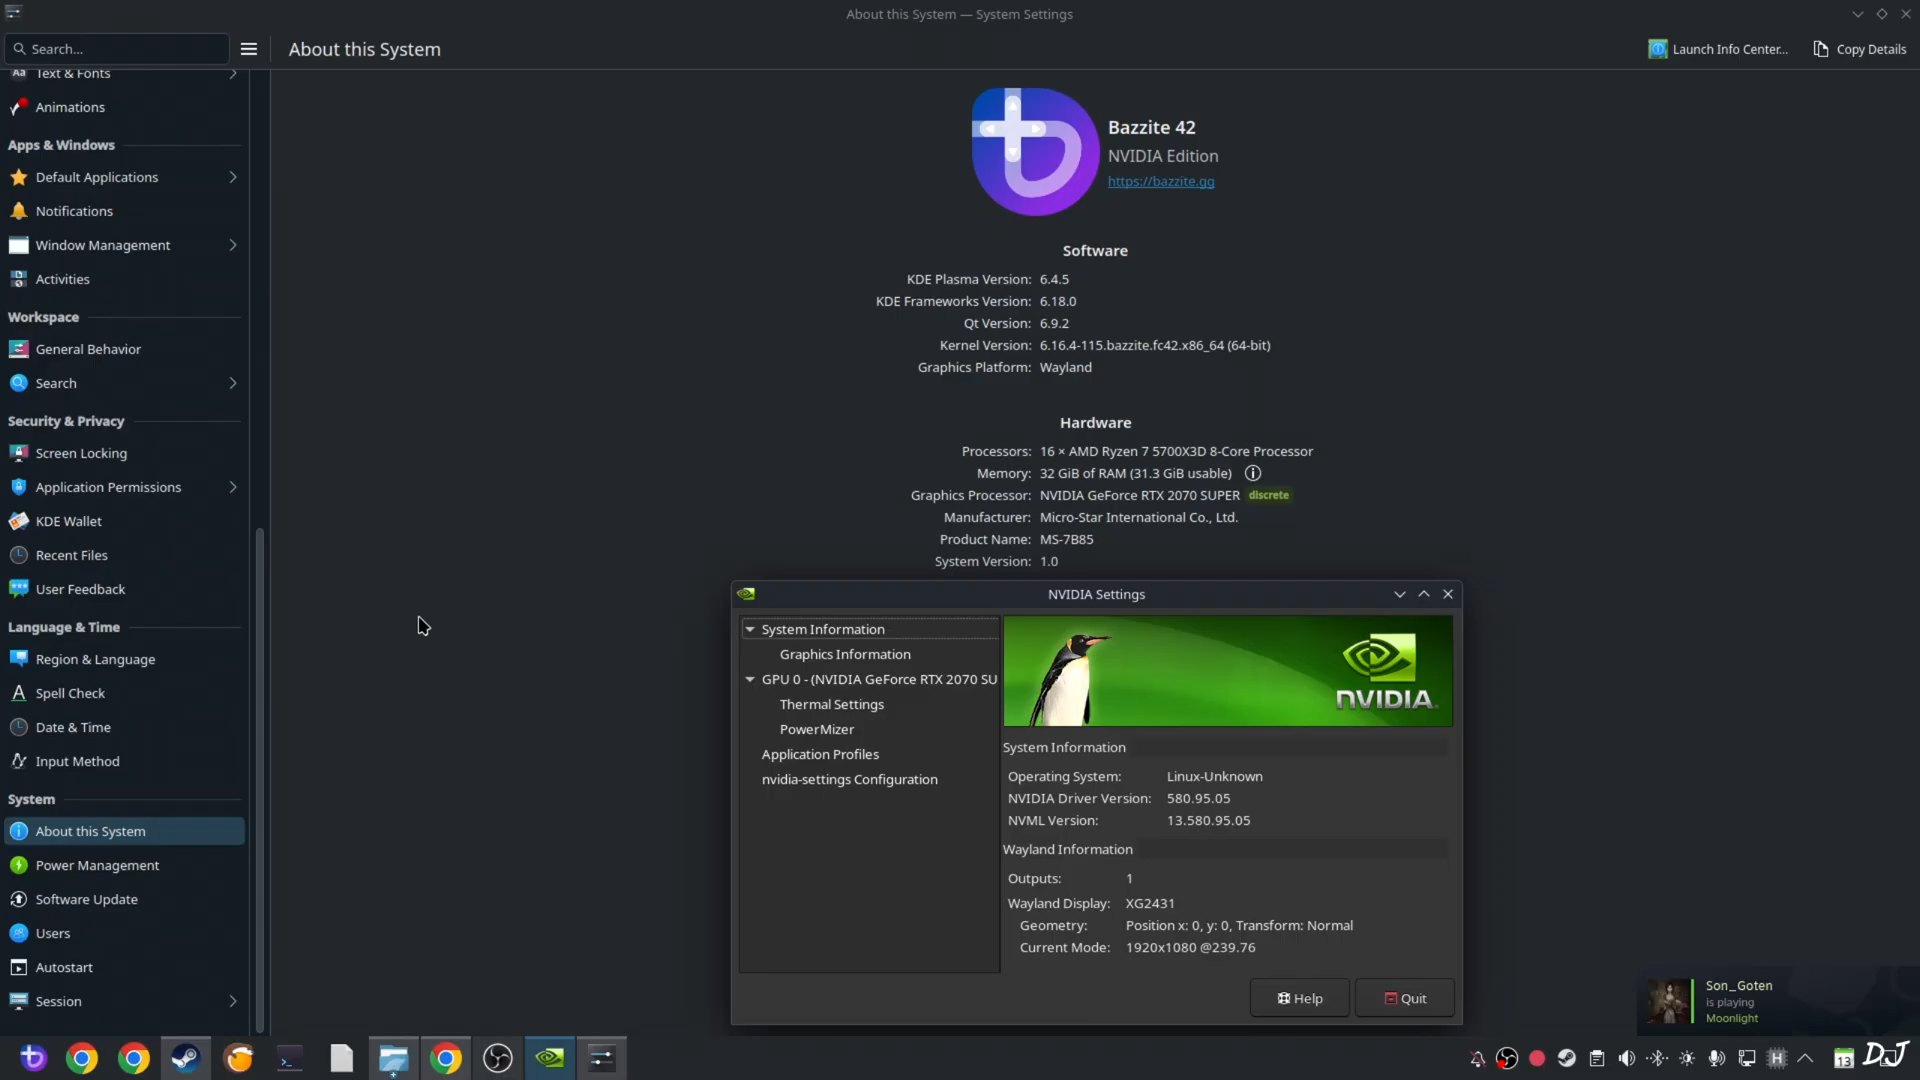 About this System — System Settings
Search...
About this System
Launch Info Center...
Copy Details
Text & Fonts
Animations
Apps & Windows
Default Applications
Notifications
Window Management
Activities
Workspace
General Behavior
Search
Security & Privacy
Screen Locking
Application Permissions
KDE Wallet
Recent Files
User Feedback
Language & Time
Region & Language
Spell Check
Date & Time
Input Method
System
About this System
Power Management
Software Update
Users
Autostart
Session
Bazzite 42
NVIDIA Edition
https://bazzite.gg
Software
KDE Plasma Version: 6.4.5
KDE Frameworks Version: 6.18.0
Qt Version: 6.9.2
Kernel Version: 6.16.4-115.bazzite.fc42.x86_64 (64-bit)
Graphics Platform: Wayland
Hardware
Processors: 16 × AMD Ryzen 7 5700X3D 8-Core Processor
Memory: 32 GiB of RAM (31.3 GiB usable)
Graphics Processor: NVIDIA GeForce RTX 2070 SUPER discrete
Manufacturer: Micro-Star International Co., Ltd.
Product Name: MS-7B85
System Version: 1.0
NVIDIA Settings
System Information
Graphics Information
GPU 0 - (NVIDIA GeForce RTX 2070 SU
Thermal Settings
PowerMizer
Application Profiles
nvidia-settings Configuration
NVIDIA.
System Information
Operating System: Linux-Unknown
NVIDIA Driver Version: 580.95.05
NVML Version: 13.580.95.05
Wayland Information
Outputs: 1
Wayland Display: XG2431
Geometry: Position x: 0, y: 0, Transform: Normal
Current Mode: 1920x1080 @239.76
Help
Quit
Son_Goten
is playing
Moonlight
H
13
DJ